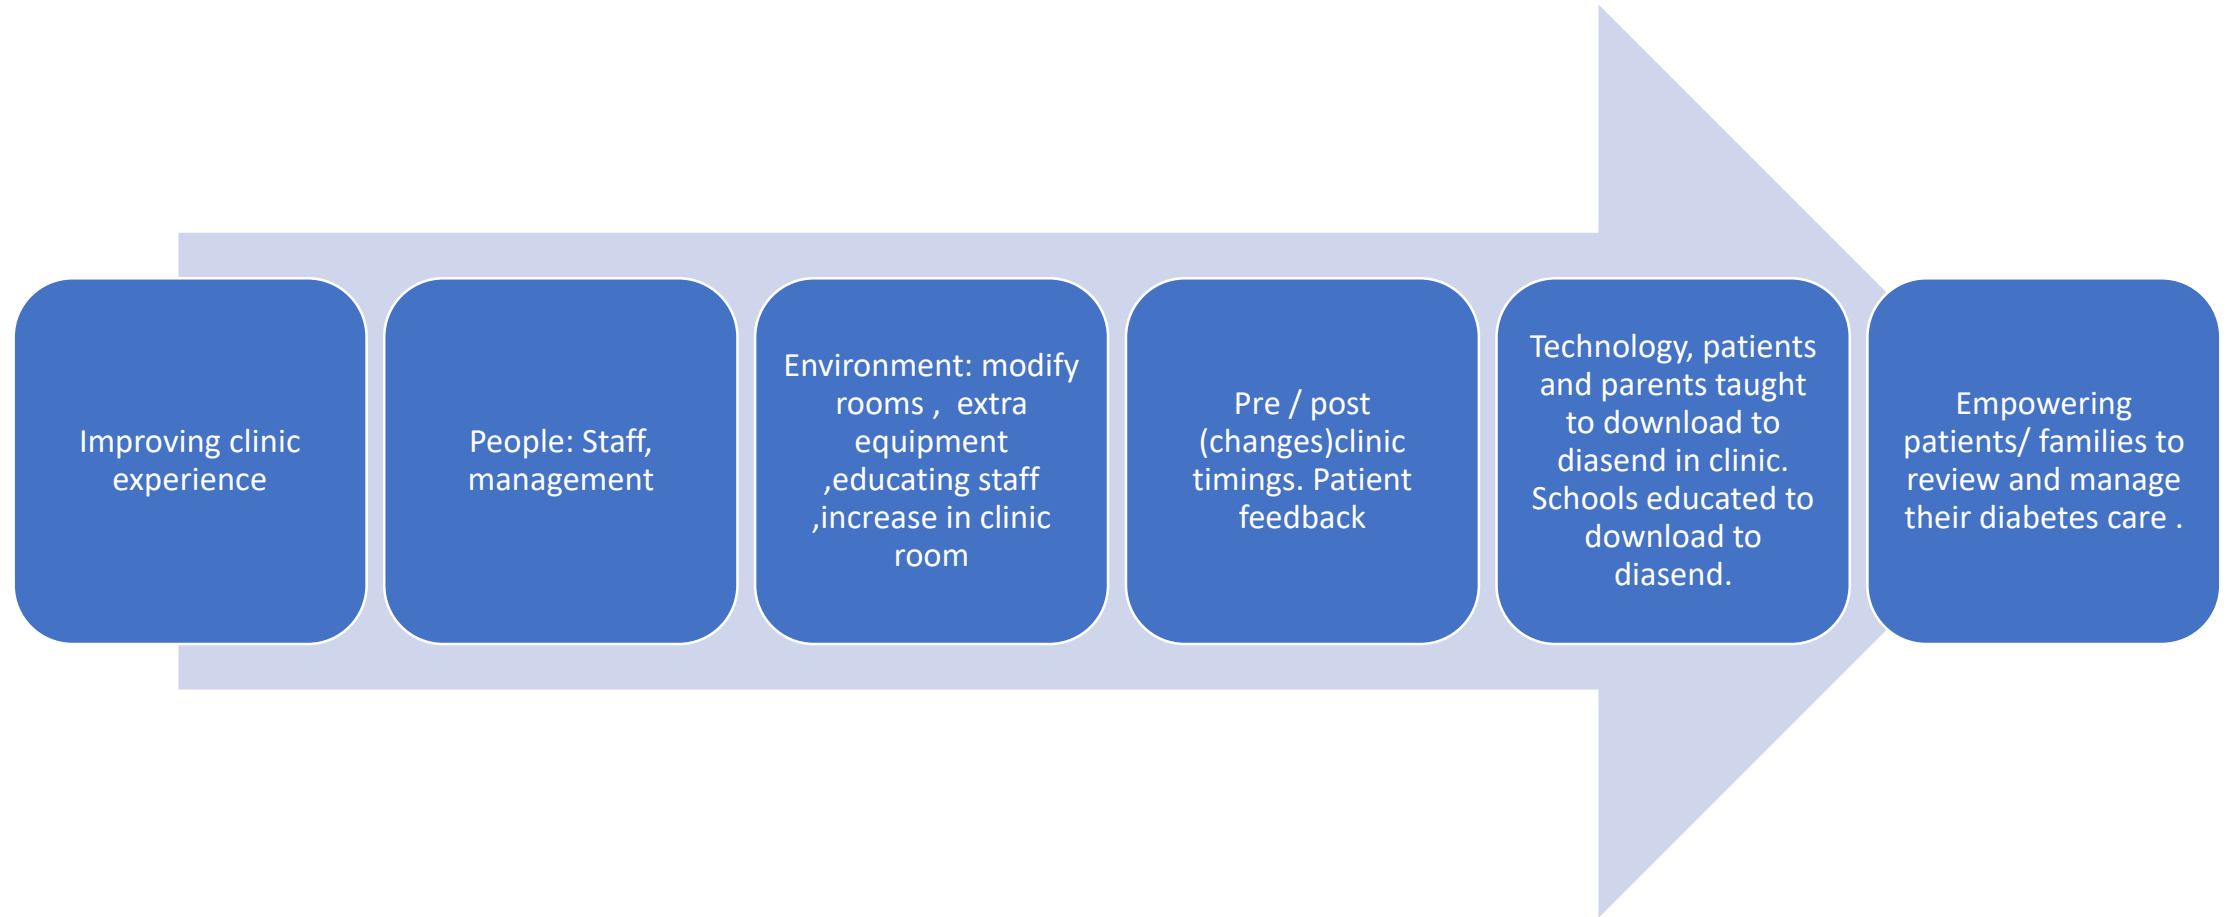 Improving clinic
experience
People: Staff,
management
Environment: modify
rooms ,  extra
equipment
,educating staff
,increase in clinic
room
Pre / post
(changes)clinic
timings. Patient
feedback
Technology, patients
and parents taught
to download to
diasend in clinic.
Schools educated to
download to
diasend.
Empowering
patients/ families to
review and manage
their diabetes care .